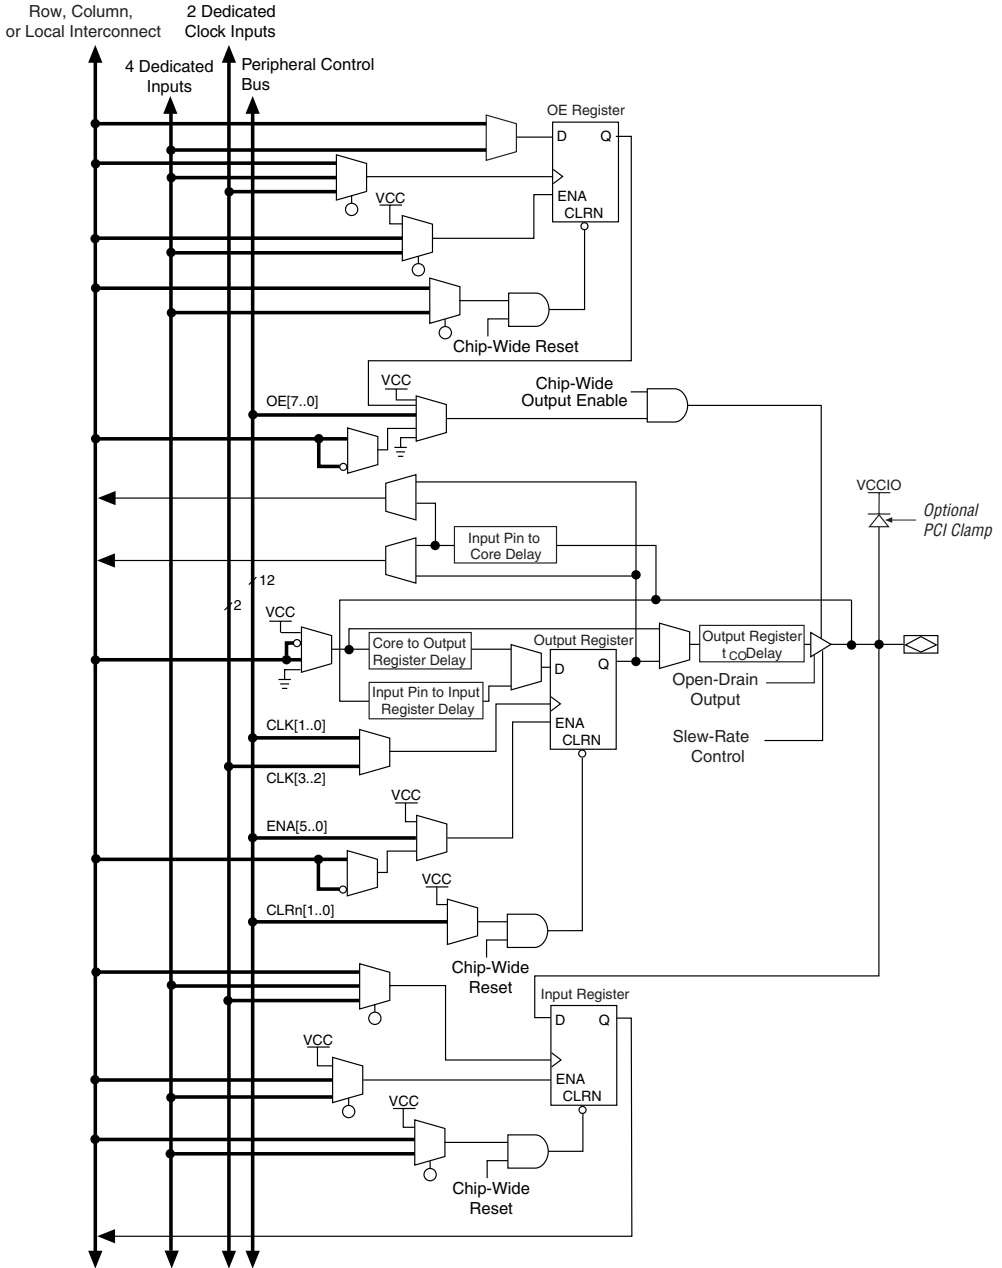 Row, Column,
or Local Interconnect
2 Dedicated
Clock Inputs
4 Dedicated
Inputs
Peripheral Control
Bus
OE Register
D
Q
ENA
CLRN
VCC
Chip-Wide Reset
VCC
OE[7..0]
Chip-Wide
Output Enable
VCCIO
Optional
PCI Clamp
Input Pin to
Core Delay
12
2
VCC
Core to Output
Register Delay
Input Pin to Input
Register Delay
Output Register
D
Q
ENA
CLRN
Output Register
t CO Delay
Open-Drain
Output
Slew-Rate
Control
CLK[1..0]
CLK[3..2]
VCC
ENA[5..0]
VCC
CLRn[1..0]
Chip-Wide
Reset
Input Register
D
Q
ENA
CLRN
VCC
VCC
Chip-Wide
Reset